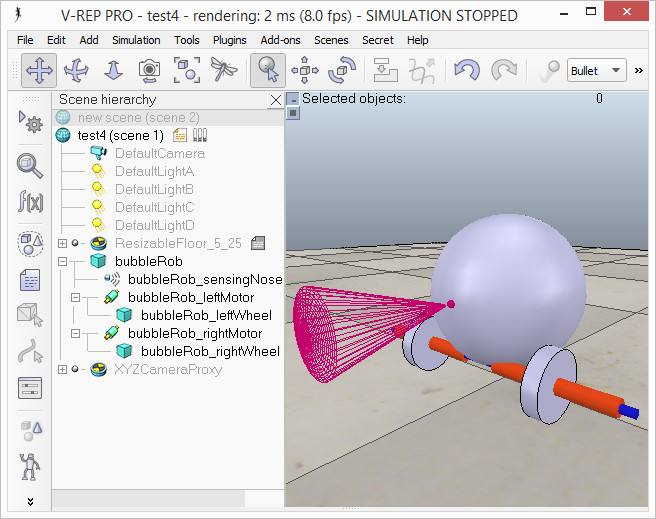 V-REP PRO - test4 - rendering: 2 ms (8.0 fps) - SIMULATION STOPPED
File Edit Add Simulation Tools Plugins Add-ons Scenes Secret Help
Bullet »
Scene hierarchy
Selected objects: 0
new scene (scene 2)
test4 (scene 1)
DefaultCamera
DefaultLightA
DefaultLightB
DefaultLightC
DefaultLightD
ResizableFloor_5_25
bubbleRob
bubbleRob_sensingNose
bubbleRob_leftMotor
bubbleRob_leftWheel
bubbleRob_rightMotor
bubbleRob_rightWheel
XYZCameraProxy
f(x)